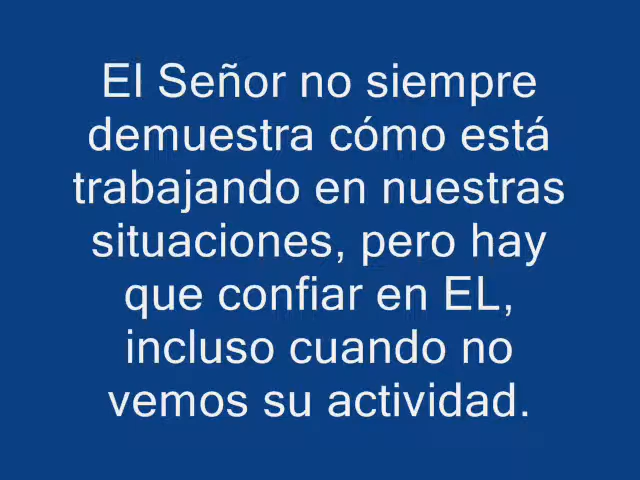 El Señor no siempre
demuestra cómo está
trabajando en nuestras
situaciones, pero hay
que confiar en EL,
incluso cuando no
vemos su actividad.